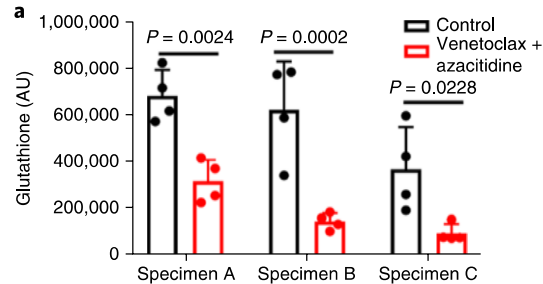 a
1,000,000
800,000
600,000
400,000
200,000
0
Glutathione (AU)
P = 0.0024
P = 0.0002
P = 0.0228
Control
Venetoclax +
azacitidine
Specimen A
Specimen B
Specimen C